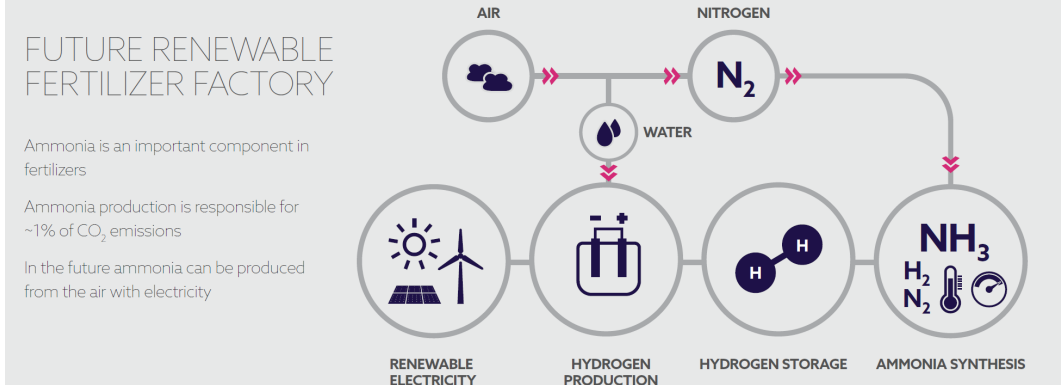 FUTURE RENEWABLE
FERTILIZER FACTORY
Ammonia is an important component in
fertilizers
Ammonia production is responsible for
~1% of CO₂ emissions
In the future ammonia can be produced
from the air with electricity
AIR
NITROGEN
N₂
WATER
- +
H H
NH₃
H₂
N₂
RENEWABLE
ELECTRICITY
HYDROGEN
PRODUCTION
HYDROGEN STORAGE
AMMONIA SYNTHESIS